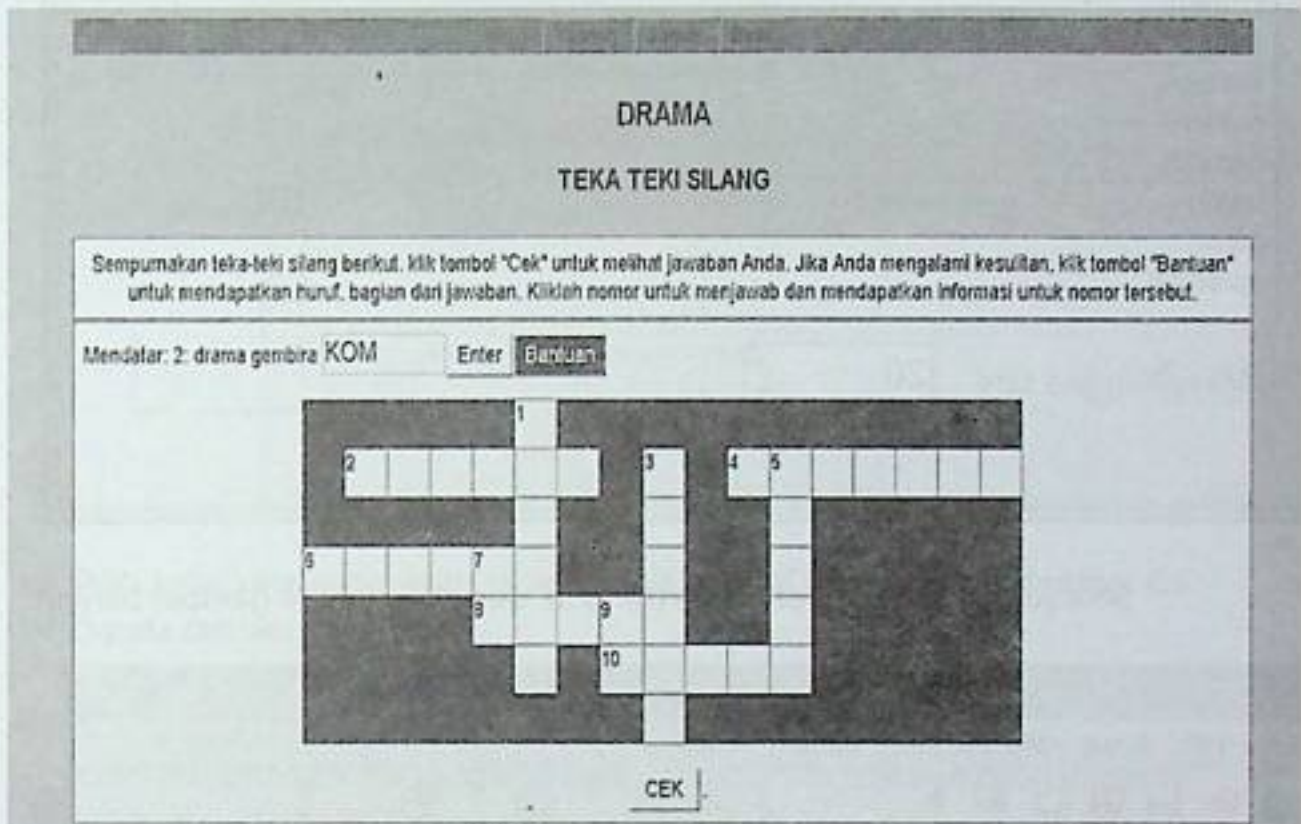 DRAMA
TEKA TEKI SILANG
Sempurnakan teka-teki silang berikut, klik tombol "Cek" untuk melihat jawaban Anda. Jika Anda mengalami kesulitan, klik tombol "Bantuan"
untuk mendapatkan huruf, bagian dari jawaban. Kliklah nomor untuk menjawab dan mendapatkan informasi untuk nomor tersebut.
Mendatar: 2: drama gembira KOM Enter Bantuan
1
2 3 4 5
6 7
8 9
10
CEK